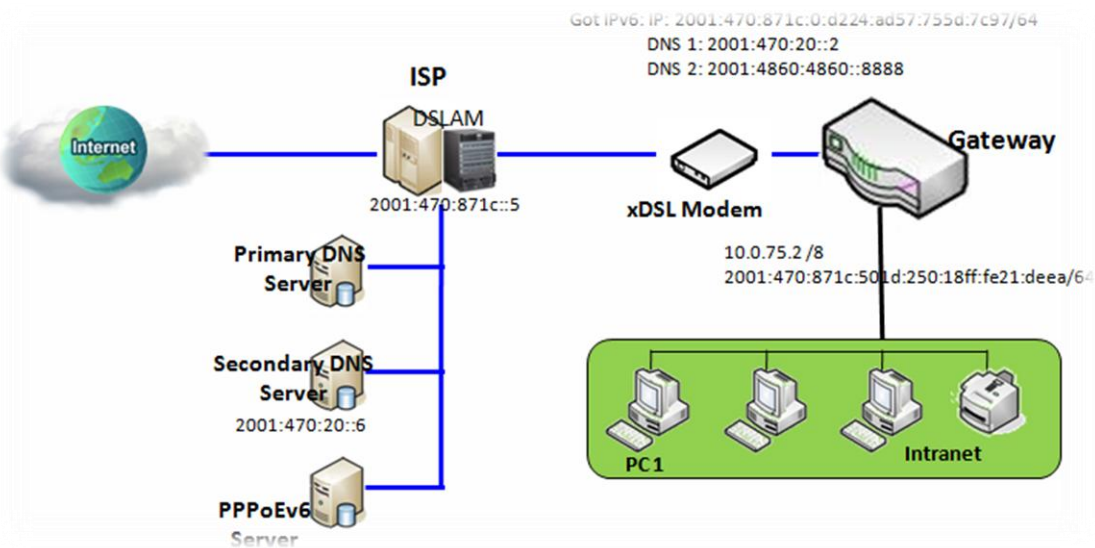 Got IPv6: IP: 2001:470:871c:0:d224:ad57:755d:7c97/64
DNS 1: 2001:470:20::2
DNS 2: 2001:4860:4860::8888
ISP
DSLAM
Internet
Gateway
2001:470:871c::5
xDSL Modem
Primary DNS
Server
10.0.75.2 /8
2001:470:871c:501d:250:18ff:fe21:deea/64
Secondary DNS
Server
2001:470:20::6
PC1
Intranet
PPPoEv6
Server